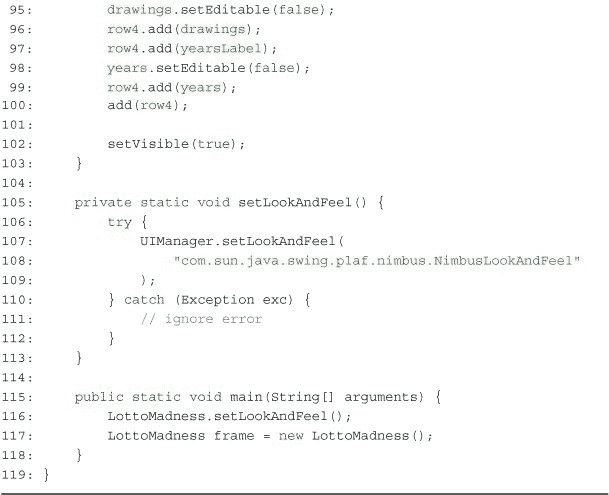 95:         drawings.setEditable(false);
96:         row4.add(drawings);
97:         row4.add(yearsLabel);
98:         years.setEditable(false);
99:         row4.add(years);
100:         add(row4);
101:
102:         setVisible(true);
103:     }
104:
105:     private static void setLookAndFeel() {
106:         try {
107:             UIManager.setLookAndFeel(
108:                 "com.sun.java.swing.plaf.nimbus.NimbusLookAndFeel"
109:             );
110:         } catch (Exception exc) {
111:             // ignore error
112:         }
113:     }
114:
115:     public static void main(String[] arguments) {
116:         LottoMadness.setLookAndFeel();
117:         LottoMadness frame = new LottoMadness();
118:     }
119: }